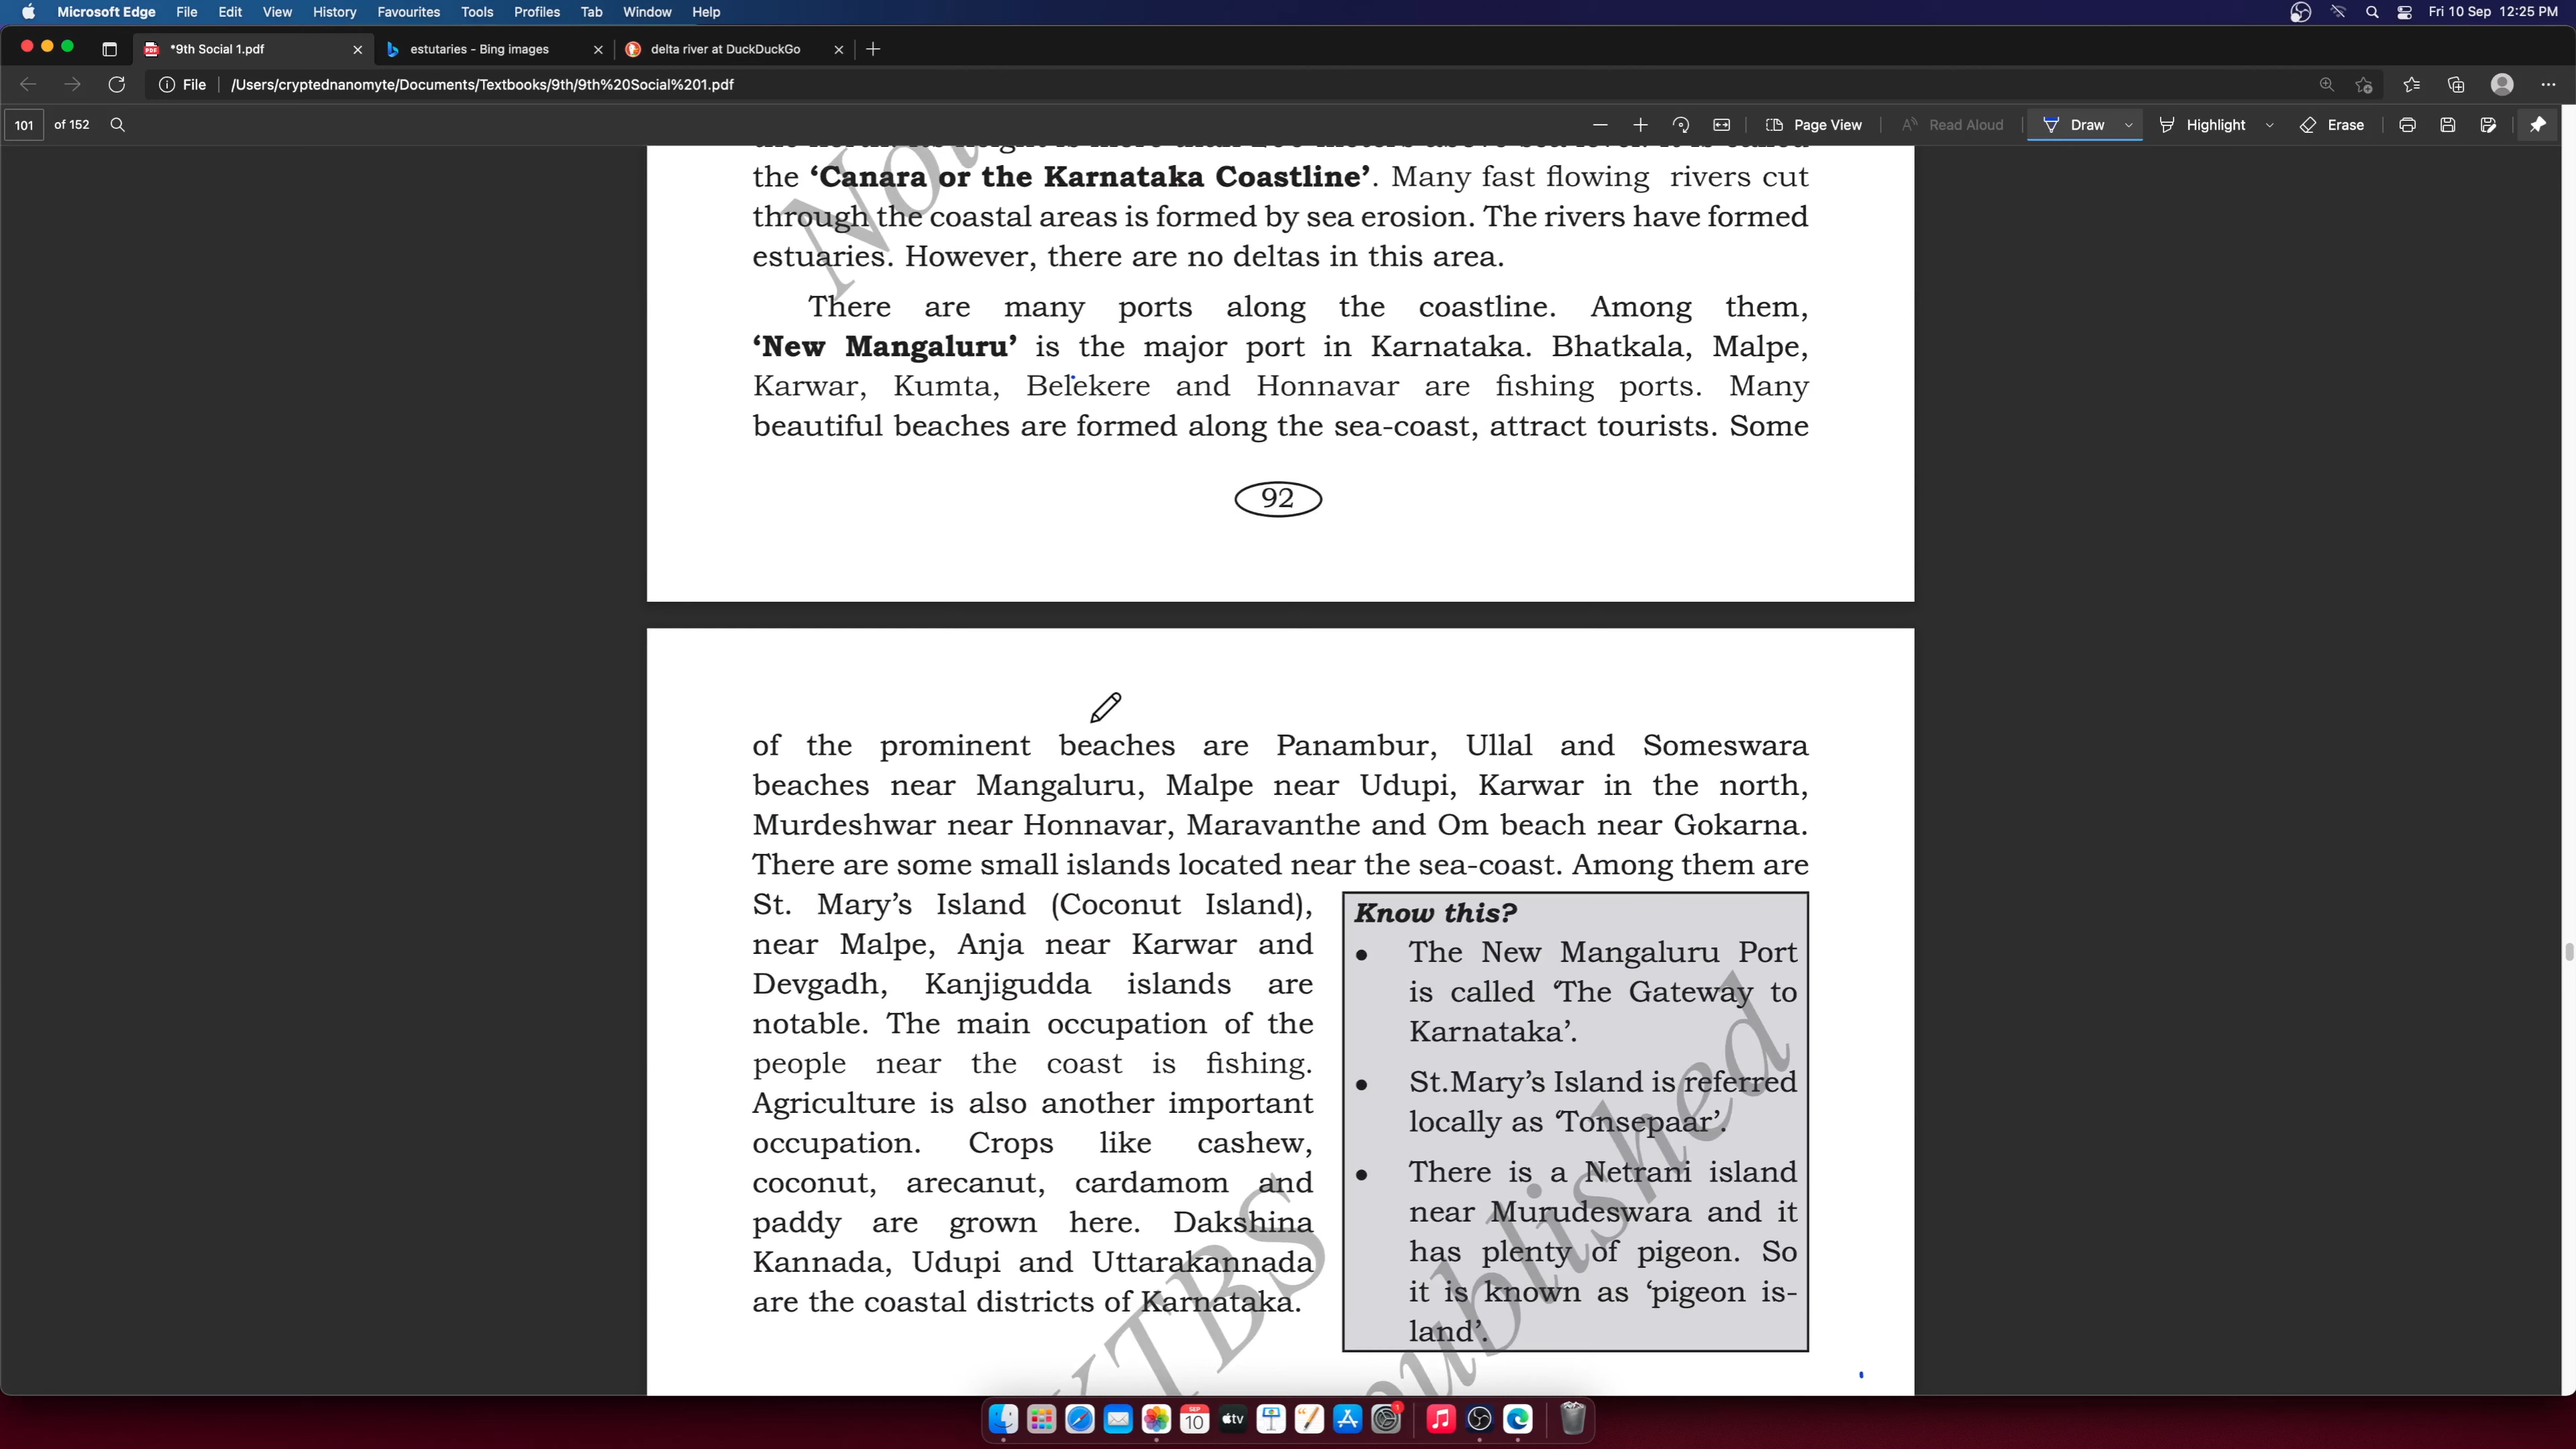 Microsoft Edge File Edit View History Favourites Tools Profiles Tab Window Help Fri 10 Sep 12:25 PM
*9th Social 1.pdf estutaries - Bing images delta river at DuckDuckGo
File /Users/cryptednanomyte/Documents/Textbooks/9th/9th%20Social%201.pdf
101 of 152 Page View Read Aloud Draw Highlight Erase
the ‘Canara or the Karnataka Coastline’. Many fast flowing rivers cut
through the coastal areas is formed by sea erosion. The rivers have formed
estuaries. However, there are no deltas in this area.
There are many ports along the coastline. Among them,
‘New Mangaluru’ is the major port in Karnataka. Bhatkala, Malpe,
Karwar, Kumta, Belekere and Honnavar are fishing ports. Many
beautiful beaches are formed along the sea-coast, attract tourists. Some
92
of the prominent beaches are Panambur, Ullal and Someswara
beaches near Mangaluru, Malpe near Udupi, Karwar in the north,
Murdeshwar near Honnavar, Maravanthe and Om beach near Gokarna.
There are some small islands located near the sea-coast. Among them are
St. Mary’s Island (Coconut Island),
near Malpe, Anja near Karwar and
Devgadh, Kanjigudda islands are
notable. The main occupation of the
people near the coast is fishing.
Agriculture is also another important
occupation. Crops like cashew,
coconut, arecanut, cardamom and
paddy are grown here. Dakshina
Kannada, Udupi and Uttarakannada
are the coastal districts of Karnataka.
Know this?
• The New Mangaluru Port
is called ‘The Gateway to
Karnataka’.
• St.Mary’s Island is referred
locally as ‘Tonsepaar’.
• There is a Netrani island
near Murudeswara and it
has plenty of pigeon. So
it is known as ‘pigeon is-
land’.
KTBS
SEP
10
tv
1